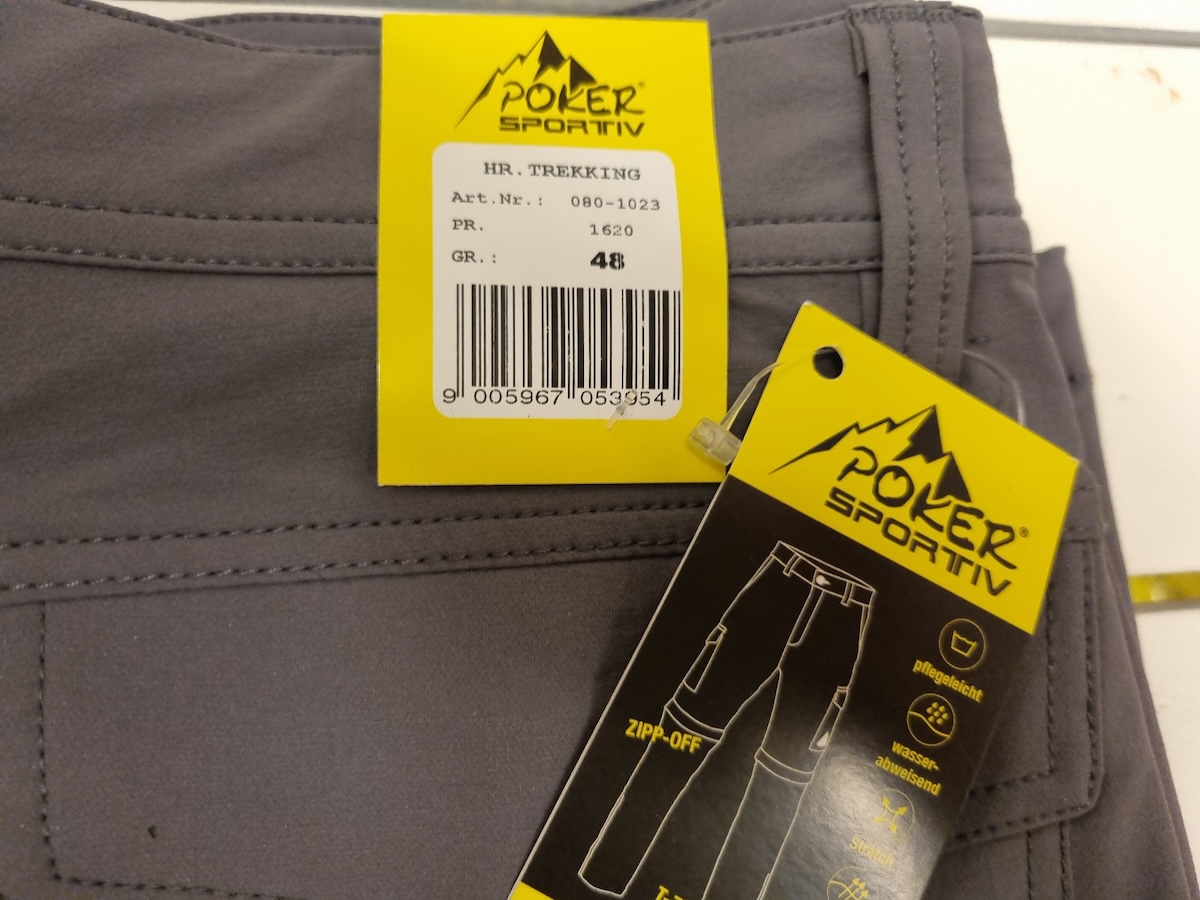 POKER®
SPORTIV
HR.TREKKING
Art.Nr.: 080-1023
PR. 1620
GR.: 48
9 005967 053954
POKER®
SPORTIV
pflegeleicht
wasser-
abweisend
ZIPP-OFF
Stretch